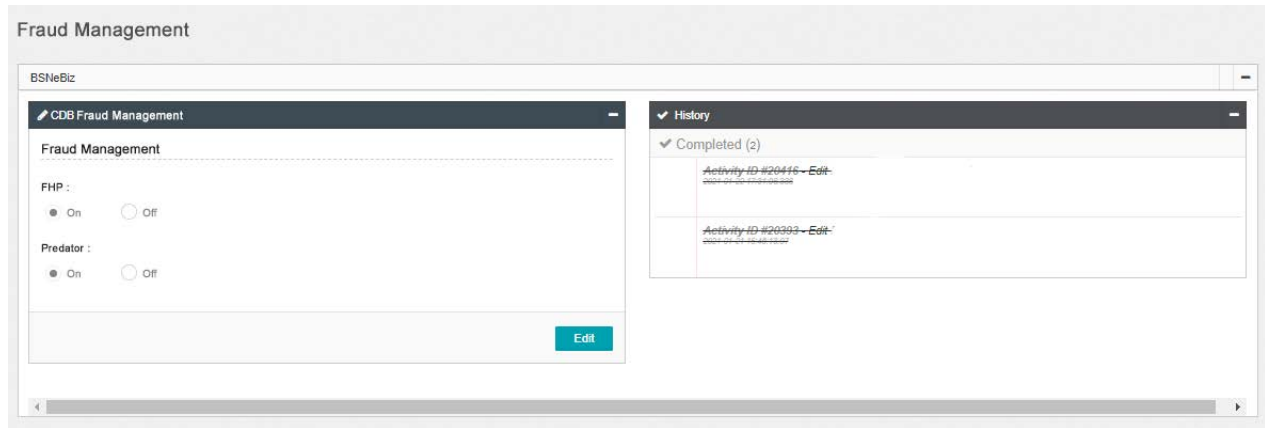 Fraud Management
BSNeBiz
CDB Fraud Management
Fraud Management
FHP :
On Off
Predator :
On Off
Edit
History
Completed (2)
Activity ID #20416 - Edit
Activity ID #20393 - Edit